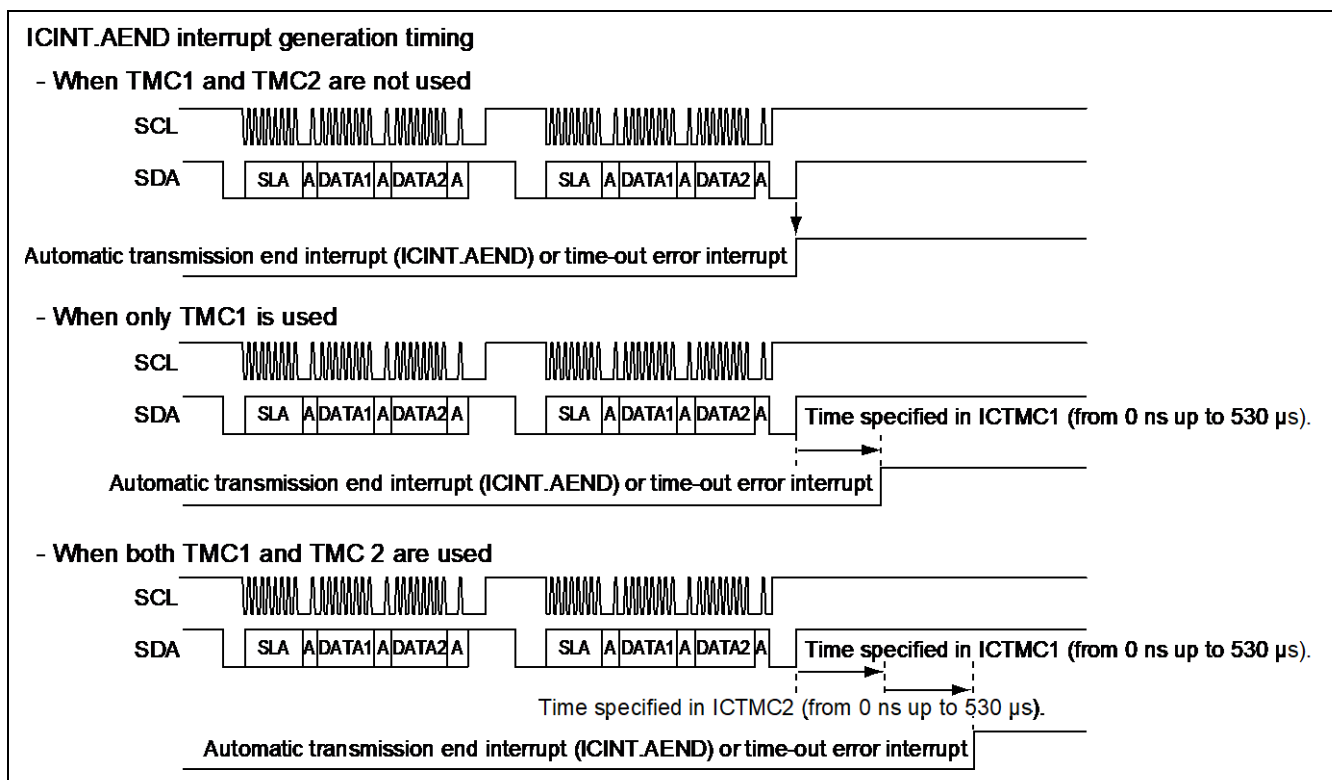 ICINT.AEND interrupt generation timing
- When TMC1 and TMC2 are not used
SCL
SDA SLA A DATA1 A DATA2 A SLA A DATA1 A DATA2 A
Automatic transmission end interrupt (ICINT.AEND) or time-out error interrupt
- When only TMC1 is used
SCL
SDA SLA A DATA1 A DATA2 A SLA A DATA1 A DATA2 A Time specified in ICTMC1 (from 0 ns up to 530 µs).
Automatic transmission end interrupt (ICINT.AEND) or time-out error interrupt
- When both TMC1 and TMC 2 are used
SCL
SDA SLA A DATA1 A DATA2 A SLA A DATA1 A DATA2 A Time specified in ICTMC1 (from 0 ns up to 530 µs).
Time specified in ICTMC2 (from 0 ns up to 530 µs).
Automatic transmission end interrupt (ICINT.AEND) or time-out error interrupt